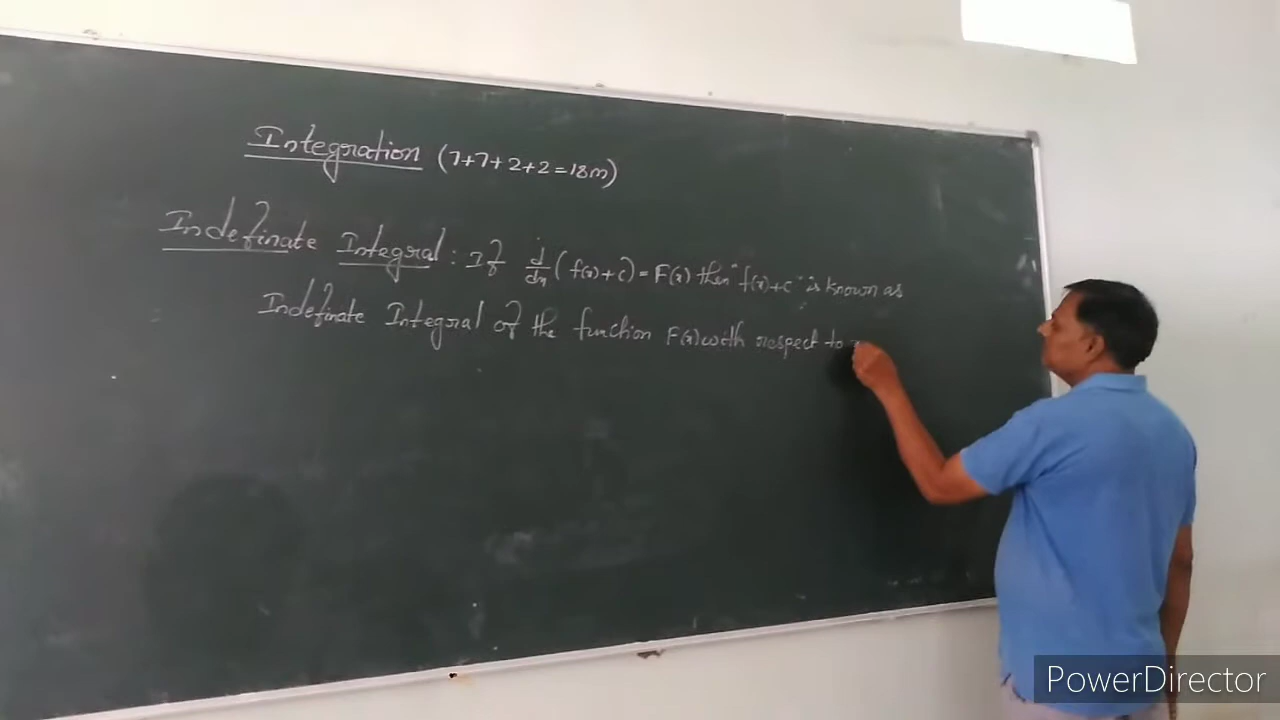 Integration (7+7+2+2=18m)
Indefinate Integral : If d/dx (f(x)+c) = F(x) then "f(x)+c" is known as
Indefinate Integral of the function F(x) with respect to x
PowerDirector